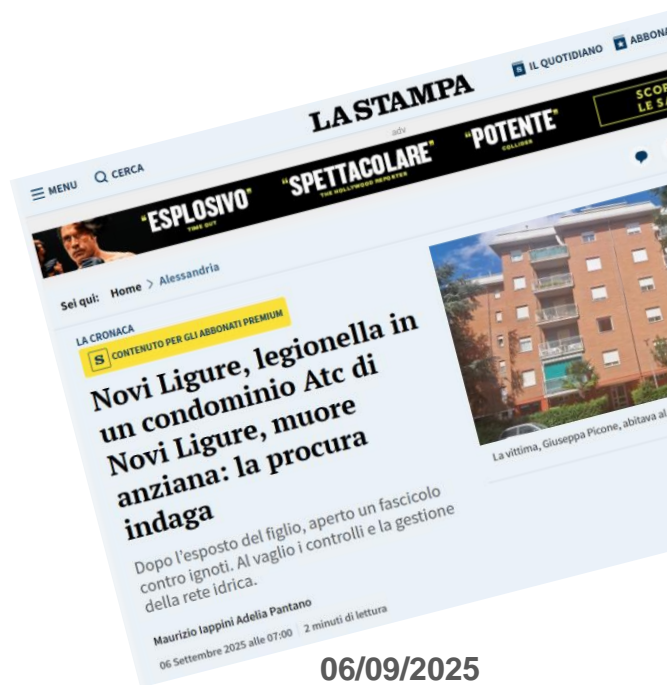 MENU
CERCA
LA STAMPA
IL QUOTIDIANO
adv
"ESPLOSIVO"
TIME OUT
"SPETTACOLARE"
THE HOLLYWOOD REPORTER
"POTENTE"
COLLIDER
Sei qui: Home > Alessandria
LA CRONACA
S CONTENUTO PER GLI ABBONATI PREMIUM
Novi Ligure, legionella in
un condominio Atc di
Novi Ligure, muore
anziana: la procura
indaga
Dopo l'esposto del figlio, aperto un fascicolo
contro ignoti. Al vaglio i controlli e la gestione
della rete idrica.
Maurizio Iappini Adelia Pantano
06 Settembre 2025 alle 07:00 2 minuti di lettura
La vittima, Giuseppa Picone, abitava al
06/09/2025